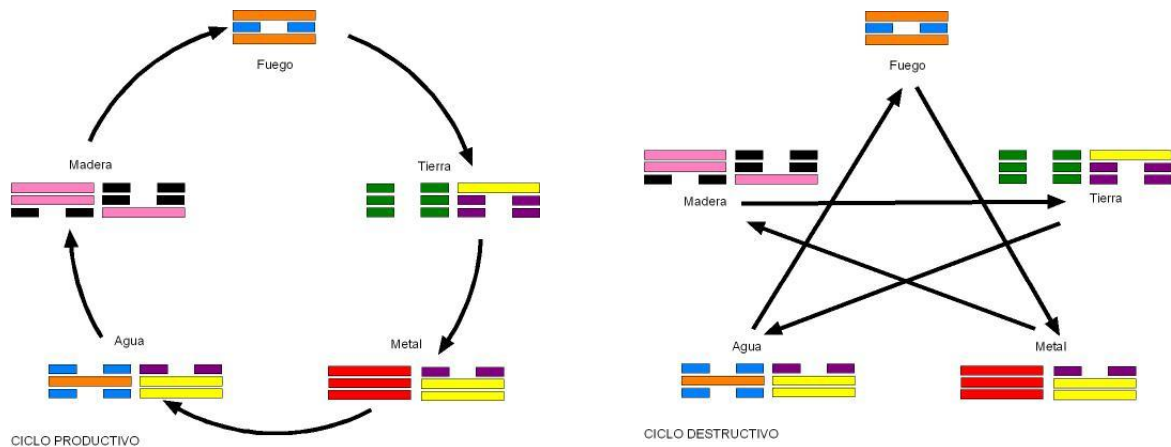 Fuego
Madera
Tierra
Agua
Metal
CICLO PRODUCTIVO
Fuego
Madera
Tierra
Agua
Metal
CICLO DESTRUCTIVO